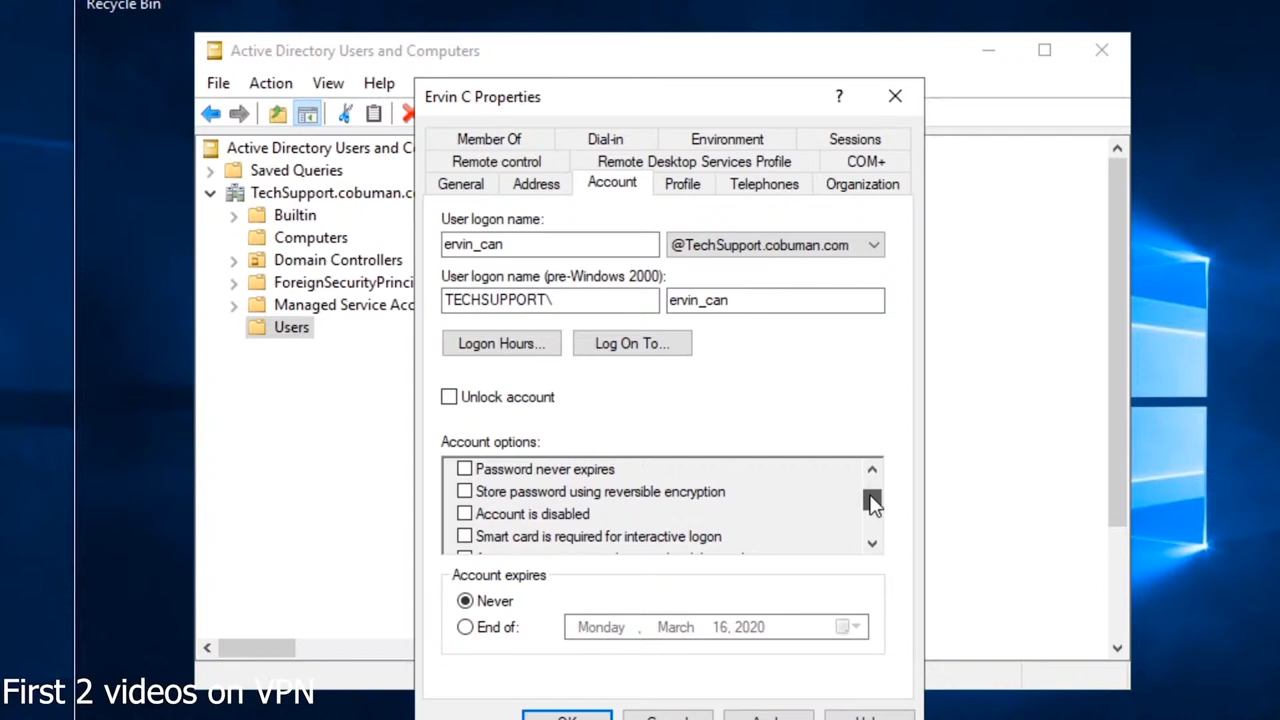 Recycle Bin
Active Directory Users and Computers
File Action View Help
Ervin C Properties
?
Active Directory Users and C
Saved Queries
TechSupport.cobuman.c
Builtin
Computers
Domain Controllers
ForeignSecurityPrinci
Managed Service Acc
Users
Member Of Dial-in Environment Sessions
Remote control Remote Desktop Services Profile COM+
General Address Account Profile Telephones Organization
User logon name:
ervin_can @TechSupport.cobuman.com
User logon name (pre-Windows 2000):
TECHSUPPORT\ ervin_can
Logon Hours... Log On To...
Unlock account
Account options:
Password never expires
Store password using reversible encryption
Account is disabled
Smart card is required for interactive logon
Account expires
Never
End of: Monday , March 16, 2020
First 2 videos on VPN